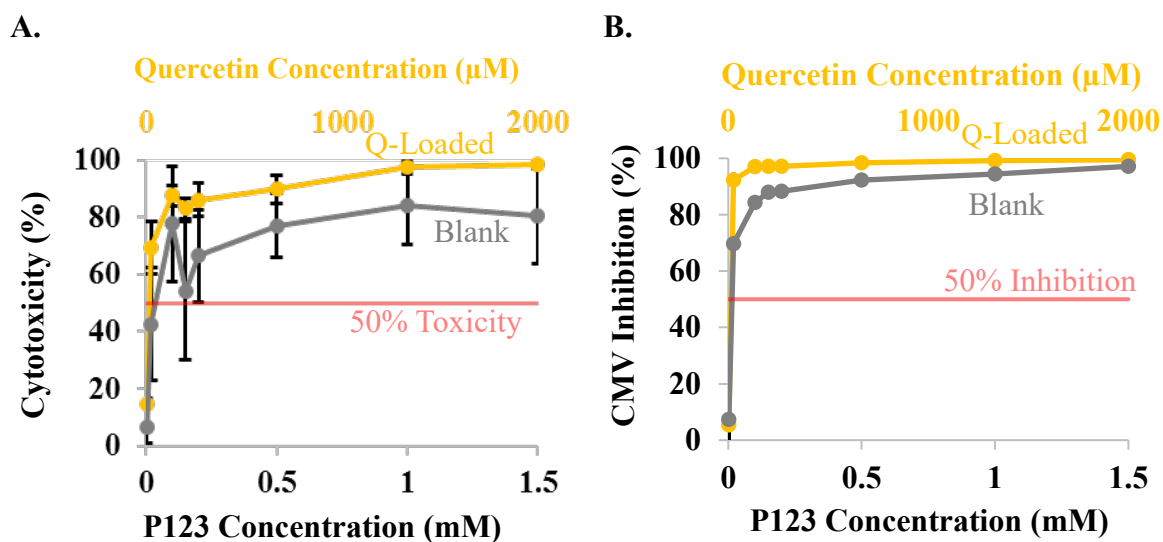 A.
Quercetin Concentration (µM)
0 1000 2000
Q-Loaded
100
80
60
40
20
0
Cytotoxicity (%)
Blank
50% Toxicity
0 0.5 1 1.5
P123 Concentration (mM)
B.
Quercetin Concentration (µM)
0 1000 2000
Q-Loaded
100
80
60
40
20
0
CMV Inhibition (%)
Blank
50% Inhibition
0 0.5 1 1.5
P123 Concentration (mM)